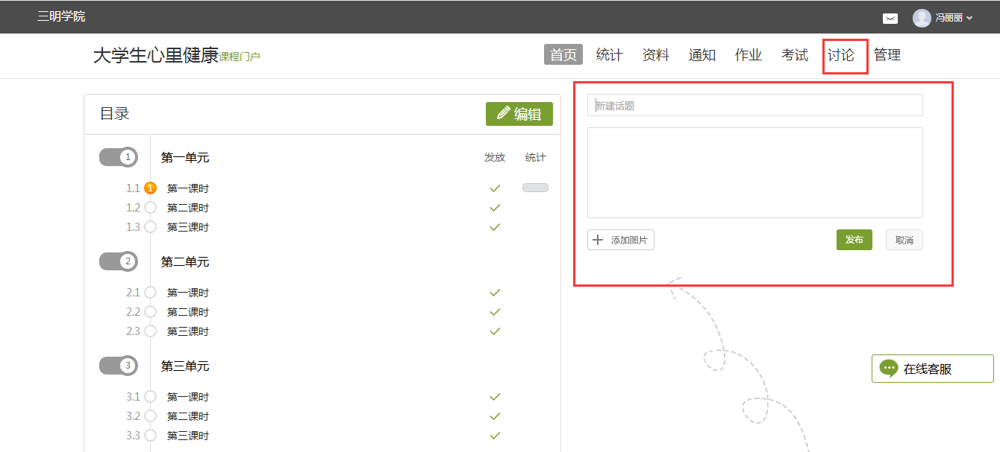 三明学院
冯丽丽
大学生心里健康课程门户
首页 统计 资料 通知 作业 考试 讨论 管理
目录
编辑
1 第一单元 发放 统计
1.1 1 第一课时
1.2 第二课时
1.3 第三课时
2 第二单元
2.1 第一课时
2.2 第二课时
2.3 第三课时
3 第三单元
3.1 第一课时
3.2 第二课时
3.3 第三课时
新建话题
添加图片
发布
取消
在线客服